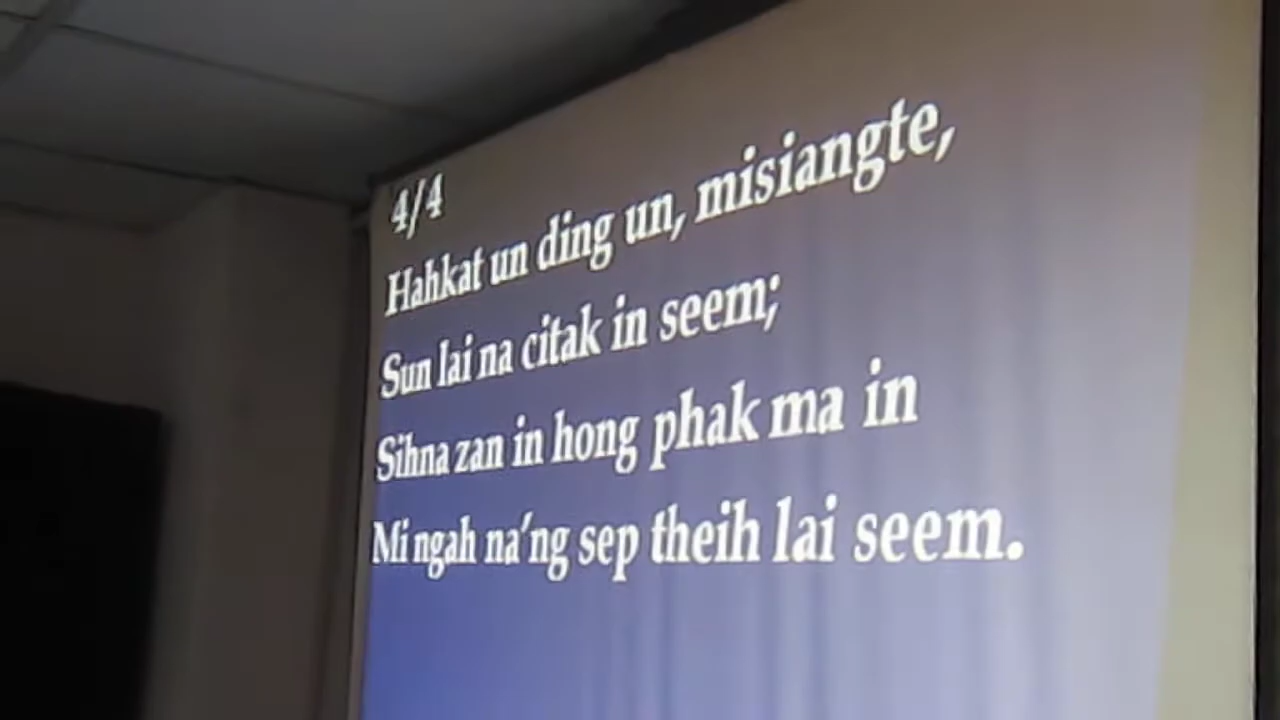 4/4
Hahkat un ding un, misiangte,
Sun lai na citak in seem;
Sihna zan in hong phak ma in
Mi ngah na'ng sep theih lai seem.